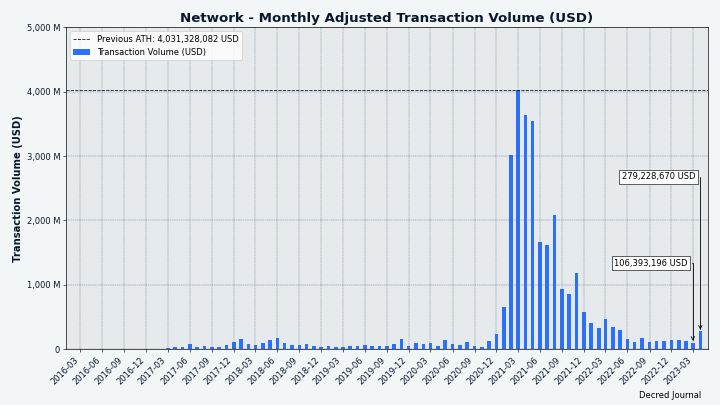 Network - Monthly Adjusted Transaction Volume (USD)
Previous ATH: 4,031,328,082 USD
Transaction Volume (USD)
Transaction Volume (USD)
5,000 M
4,000 M
3,000 M
2,000 M
1,000 M
0
279,228,670 USD
106,393,196 USD
2016-03
2016-06
2016-09
2016-12
2017-03
2017-06
2017-09
2017-12
2018-03
2018-06
2018-09
2018-12
2019-03
2019-06
2019-09
2019-12
2020-03
2020-06
2020-09
2020-12
2021-03
2021-06
2021-09
2021-12
2022-03
2022-06
2022-09
2022-12
2023-03
Decred Journal